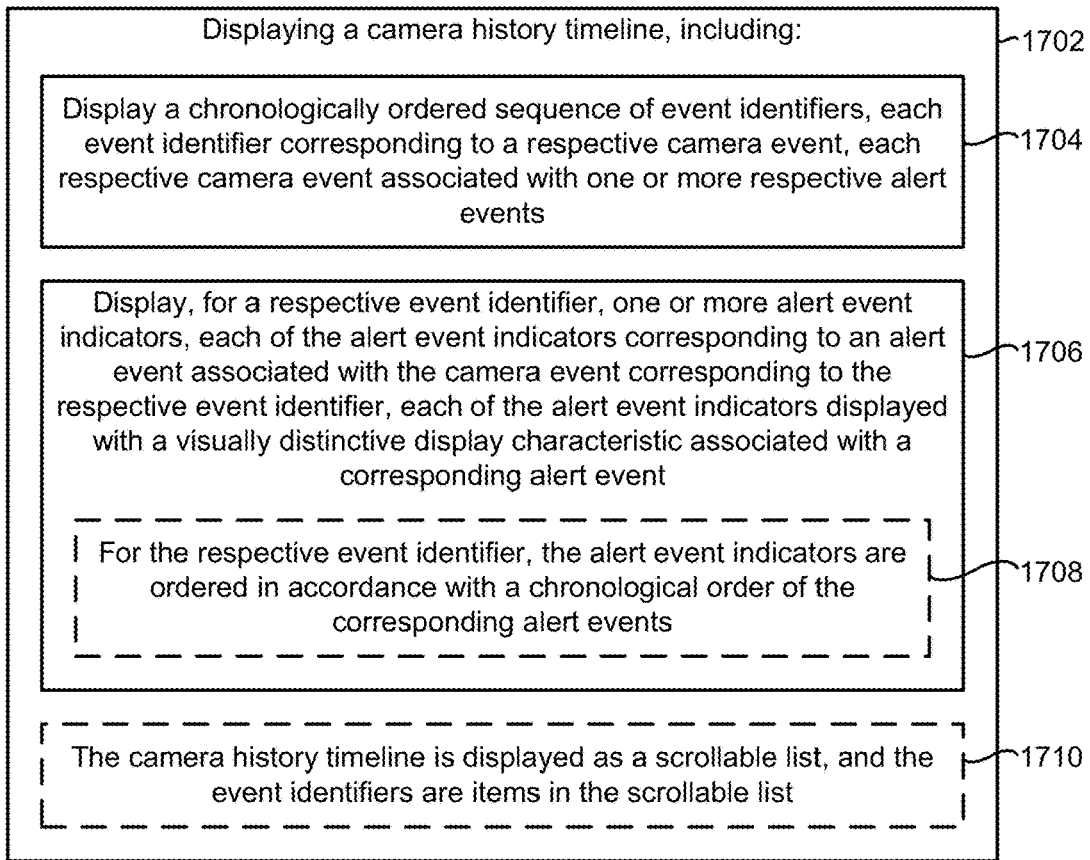 Displaying a camera history timeline, including:
1702
Display a chronologically ordered sequence of event identifiers, each
event identifier corresponding to a respective camera event, each
respective camera event associated with one or more respective alert
events
1704
Display, for a respective event identifier, one or more alert event
indicators, each of the alert event indicators corresponding to an alert
event associated with the camera event corresponding to the
respective event identifier, each of the alert event indicators displayed
with a visually distinctive display characteristic associated with a
corresponding alert event
1706
For the respective event identifier, the alert event indicators are
ordered in accordance with a chronological order of the
corresponding alert events
1708
The camera history timeline is displayed as a scrollable list, and the
event identifiers are items in the scrollable list
1710